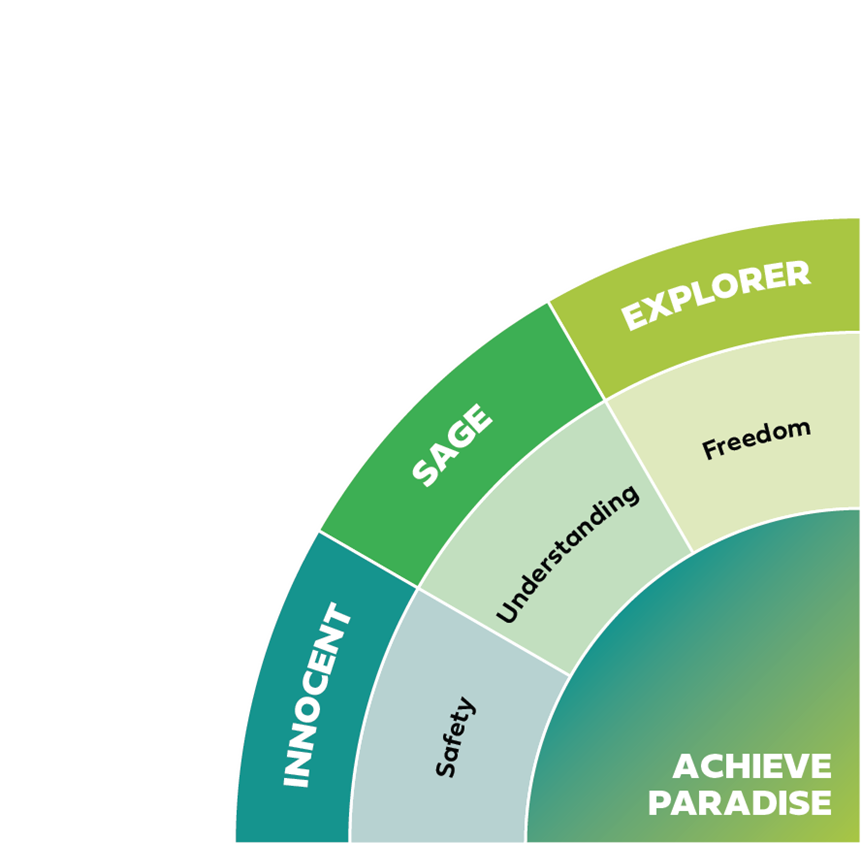 EXPLORER
Freedom
SAGE
Understanding
INNOCENT
Safety
ACHIEVE
PARADISE